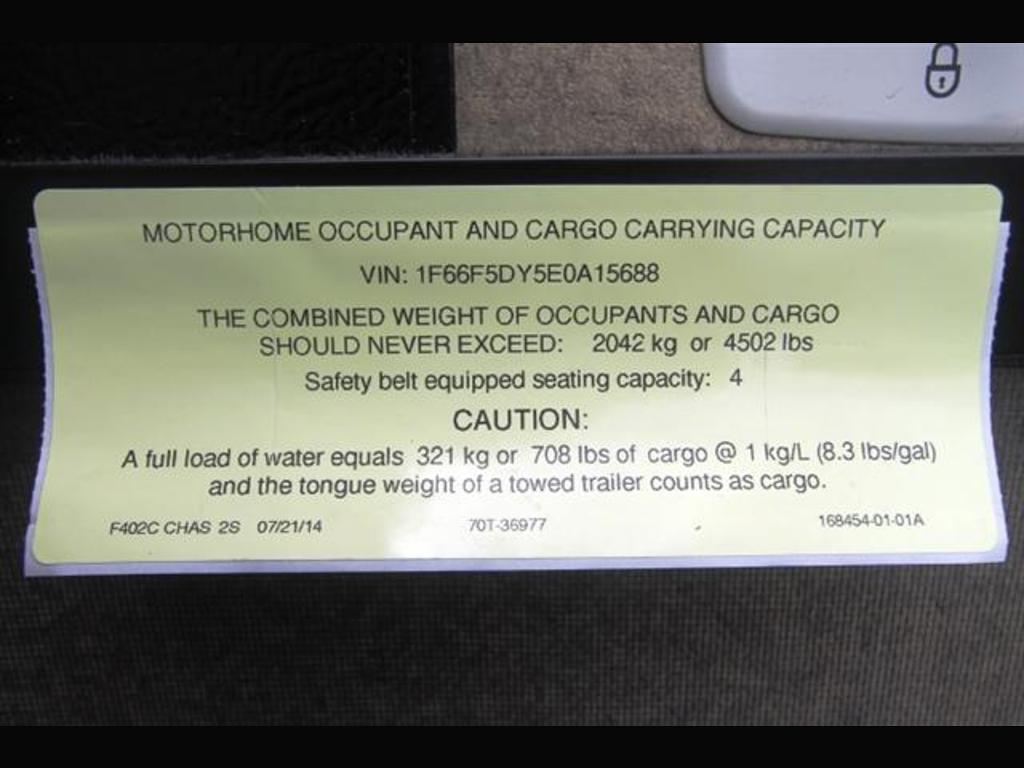 MOTORHOME OCCUPANT AND CARGO CARRYING CAPACITY
VIN: 1F66F5DY5E0A15688
THE COMBINED WEIGHT OF OCCUPANTS AND CARGO
SHOULD NEVER EXCEED: 2042 kg or 4502 lbs
Safety belt equipped seating capacity: 4
CAUTION:
A full load of water equals 321 kg or 708 lbs of cargo @ 1 kg/L (8.3 lbs/gal)
and the tongue weight of a towed trailer counts as cargo.
F402C CHAS 2S 07/21/14 70T-36977 168454-01-01A